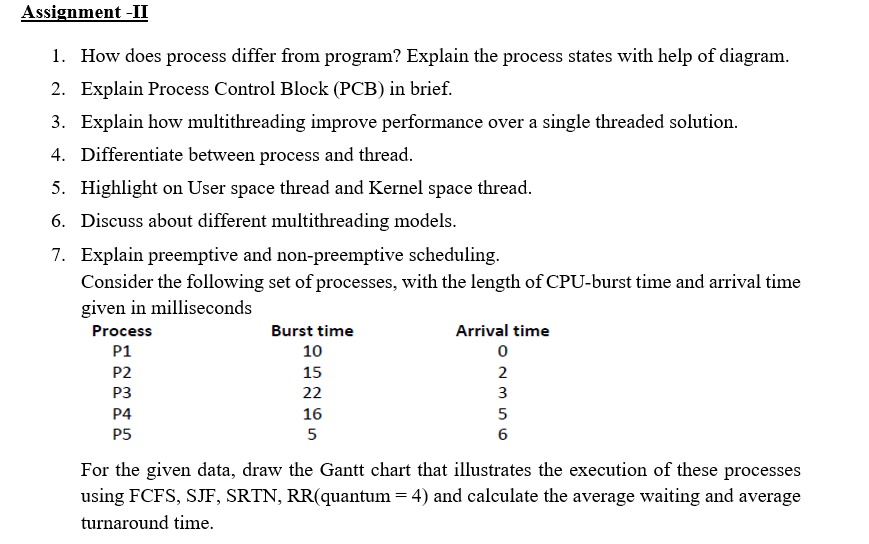 Assignment -II
1. How does process differ from program? Explain the process states with help of diagram.
2. Explain Process Control Block (PCB) in brief.
3. Explain how multithreading improve performance over a single threaded solution.
4. Differentiate between process and thread.
5. Highlight on User space thread and Kernel space thread.
6. Discuss about different multithreading models.
7. Explain preemptive and non-preemptive scheduling.
Consider the following set of processes, with the length of CPU-burst time and arrival time
given in milliseconds
Process Burst time Arrival time
P1 10 0
P2 15 2
P3 22 3
P4 16 5
P5 5 6
For the given data, draw the Gantt chart that illustrates the execution of these processes
using FCFS, SJF, SRTN, RR(quantum = 4) and calculate the average waiting and average
turnaround time.